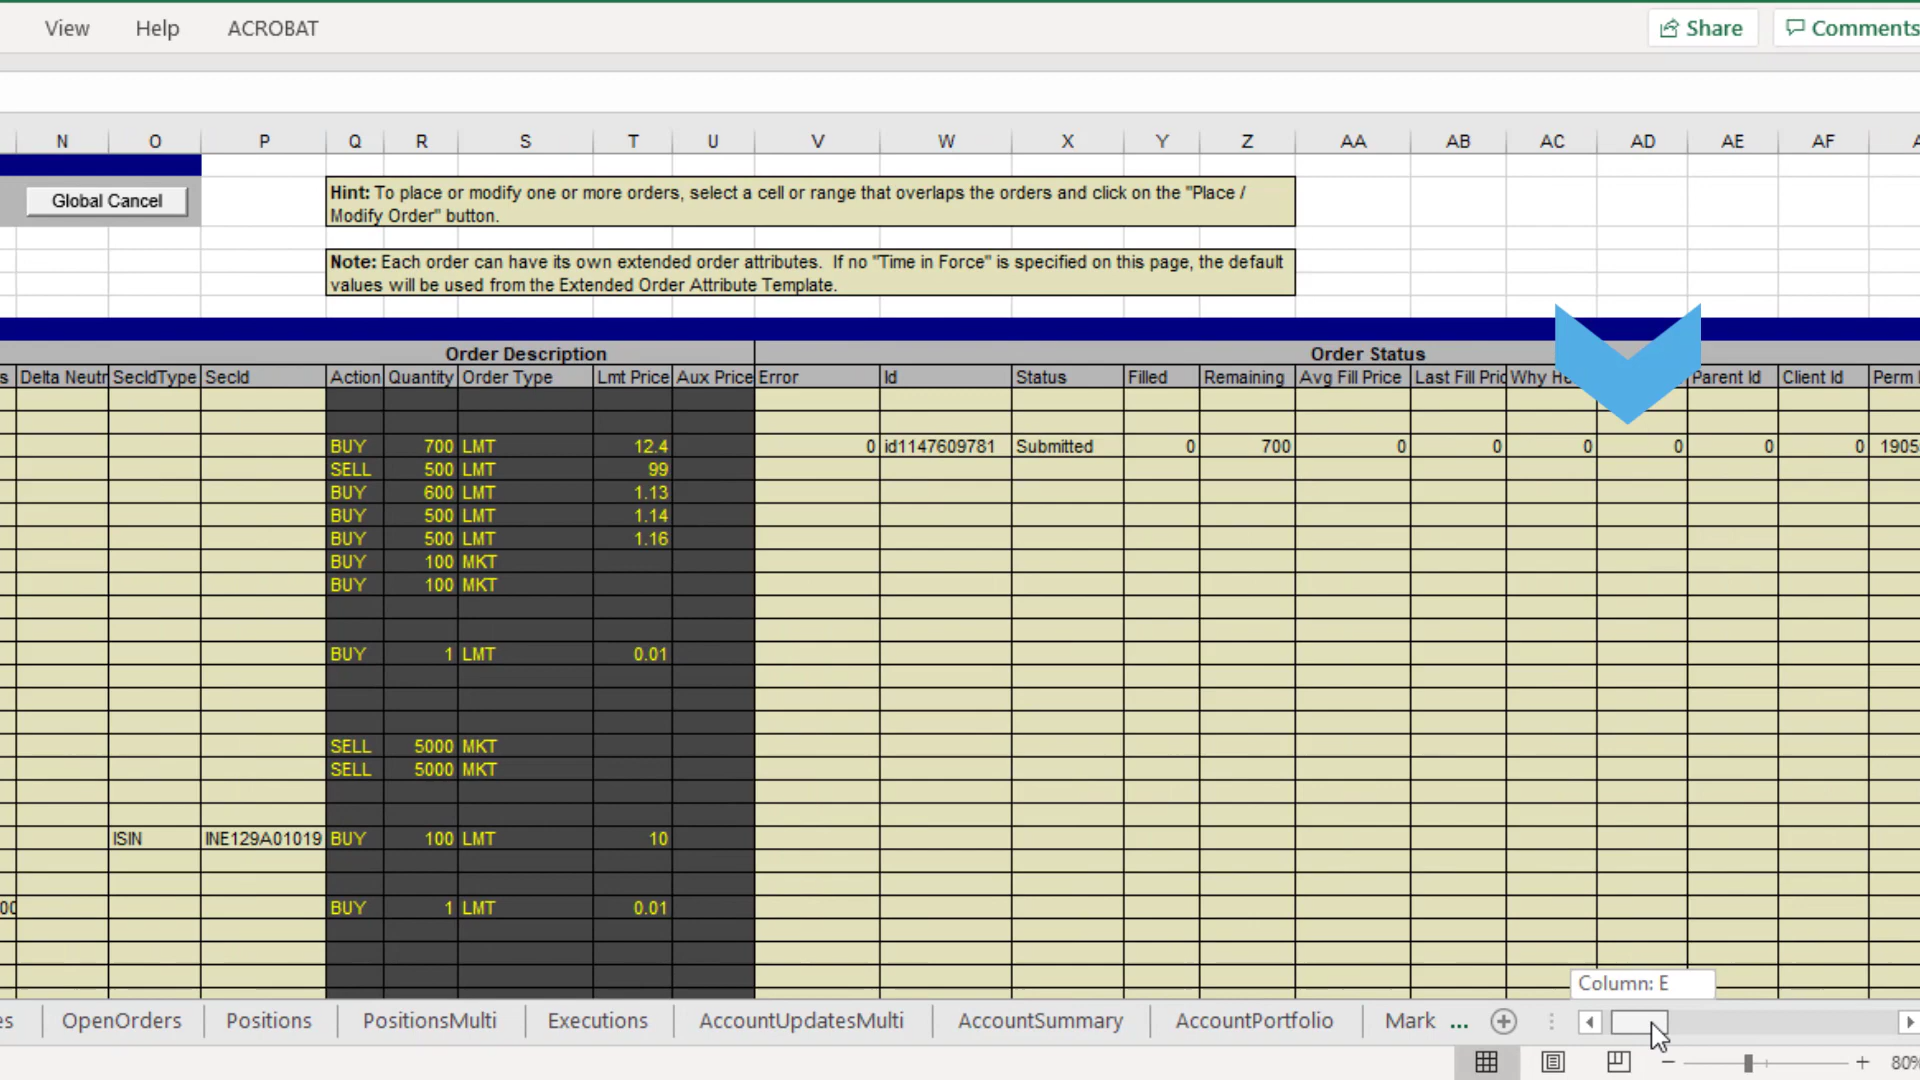 View Help ACROBAT Share Comments
N O P Q R S T U V W X Y Z AA AB AC AD AE AF
Global Cancel
Hint: To place or modify one or more orders, select a cell or range that overlaps the orders and click on the "Place /
Modify Order" button.
Note: Each order can have its own extended order attributes. If no "Time in Force" is specified on this page, the default
values will be used from the Extended Order Attribute Template.
Order Description Order Status
s Delta Neutr SecIdType SecId Action Quantity Order Type Lmt Price Aux Price Error Id Status Filled Remaining Avg Fill Price Last Fill Pric Why H Parent Id Client Id Perm
BUY 700 LMT 12.4 0 id1147609781 Submitted 0 700 0 0 0 0 0 0 1905
SELL 500 LMT 99
BUY 600 LMT 1.13
BUY 500 LMT 1.14
BUY 500 LMT 1.16
BUY 100 MKT
BUY 100 MKT
BUY 1 LMT 0.01
SELL 5000 MKT
SELL 5000 MKT
ISIN INE129A01019 BUY 100 LMT 10
00 BUY 1 LMT 0.01
Column: E
es OpenOrders Positions PositionsMulti Executions AccountUpdatesMulti AccountSummary AccountPortfolio Mark ...
80%